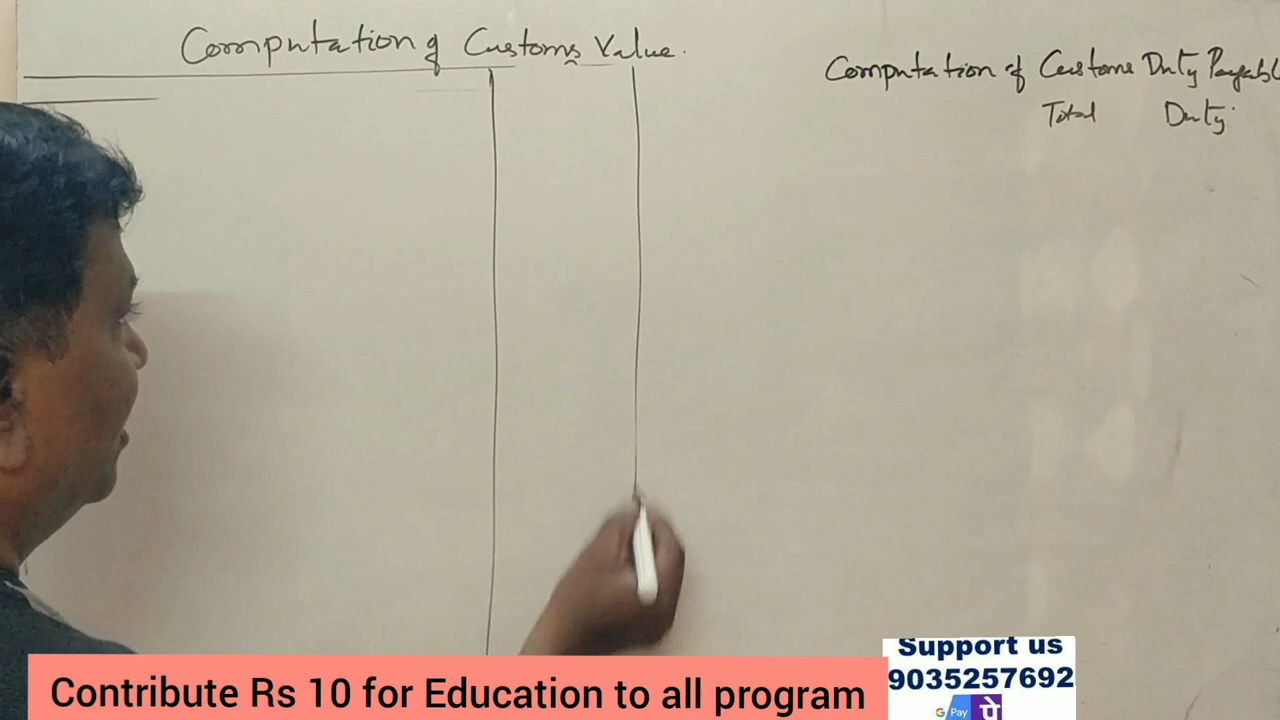 Computation of Customs Value.
Computation of Customs Duty Payabl
Total Duty
Contribute Rs 10 for Education to all program
Support us
9035257692
G Pay पे